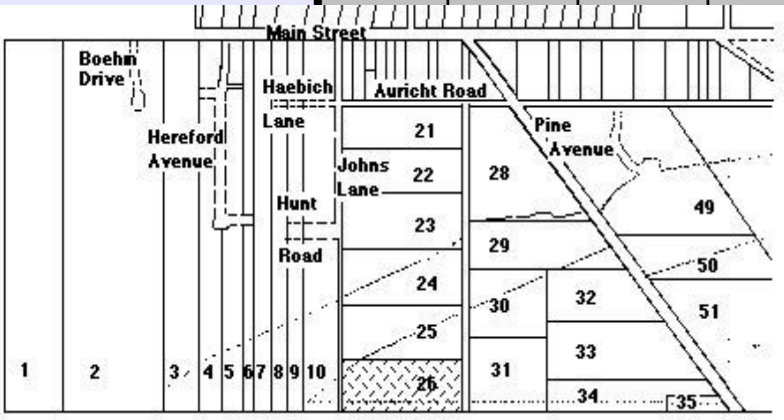 Main Street
Boehm
Drive
Haebich
Auricht Road
Lane
21
Pine
Hereford
Avenue
Avenue
Johns
Lane
22
28
Hunt
49
23
Road
29
50
24
30
32
51
25
33
1
2
3
4
5
6
7
8
9
10
26
31
34
35